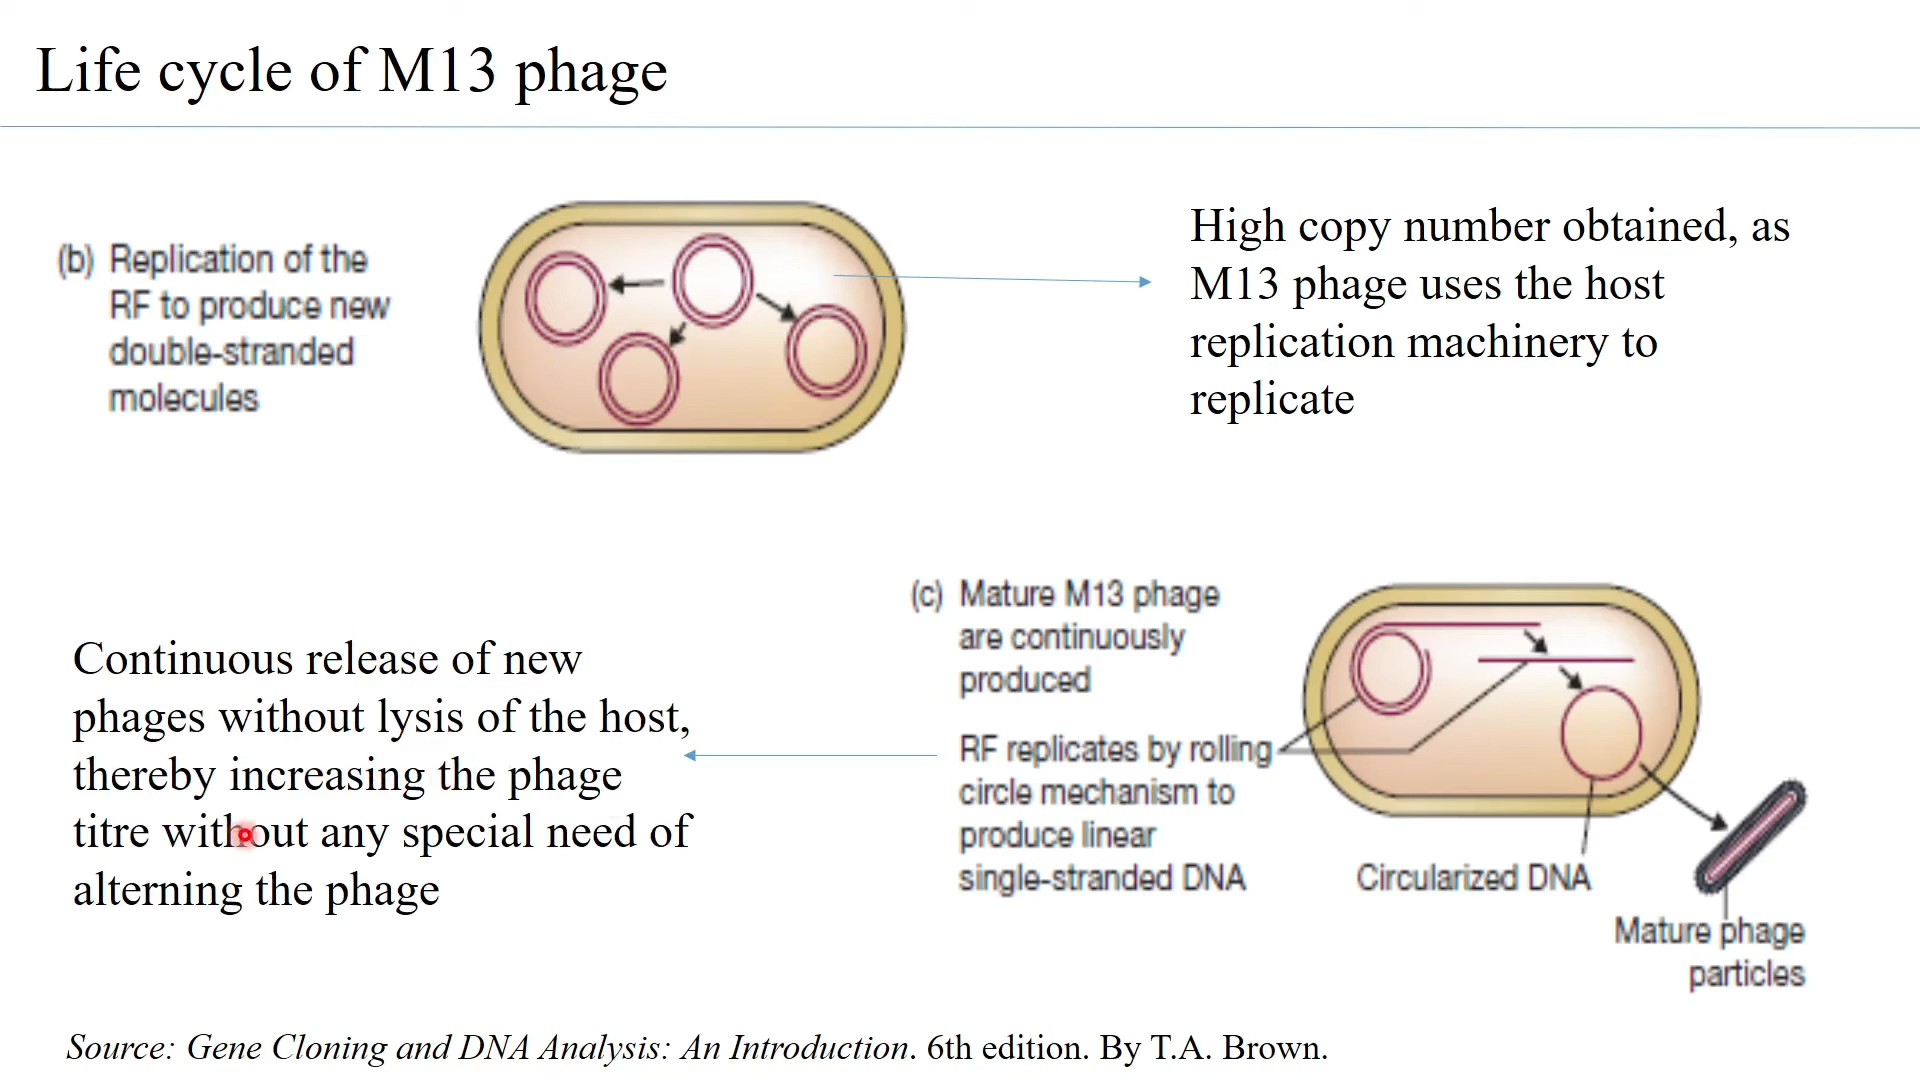 Life cycle of M13 phage
(b) Replication of the
RF to produce new
double-stranded
molecules
High copy number obtained, as
M13 phage uses the host
replication machinery to
replicate
Continuous release of new
phages without lysis of the host,
thereby increasing the phage
titre without any special need of
alterning the phage
(c) Mature M13 phage
are continuously
produced
RF replicates by rolling
circle mechanism to
produce linear
single-stranded DNA
Circularized DNA
Mature phage
particles
Source: Gene Cloning and DNA Analysis: An Introduction. 6th edition. By T.A. Brown.